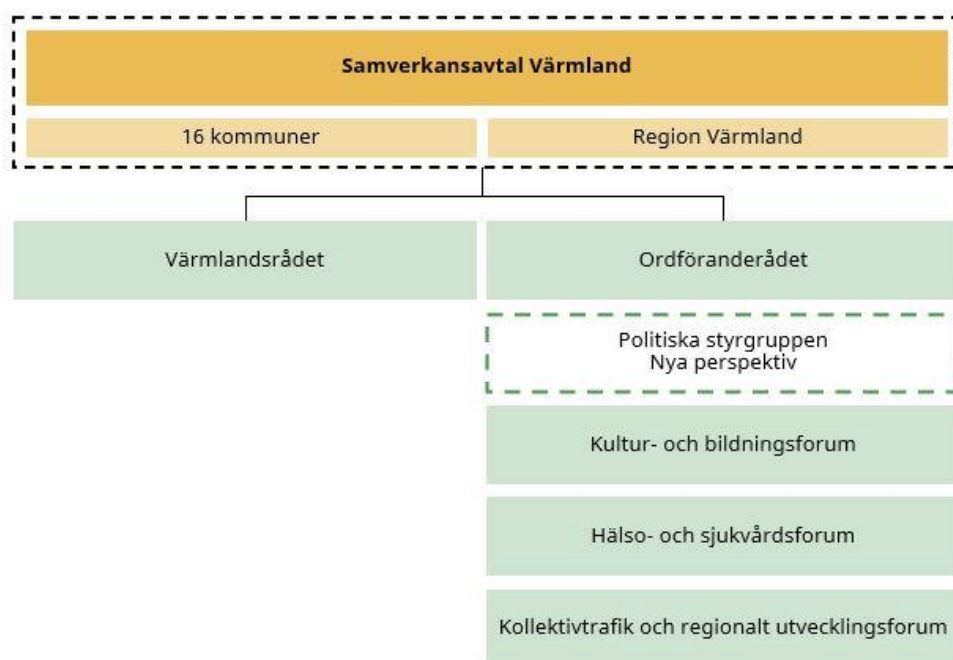 Samverkansavtal Värmland
16 kommuner
Region Värmland
Värmlandsrådet
Ordföranderådet
Politiska styrgruppen
Nya perspektiv
Kultur- och bildningsforum
Hälso- och sjukvårdsforum
Kollektivtrafik och regionalt utvecklingsforum